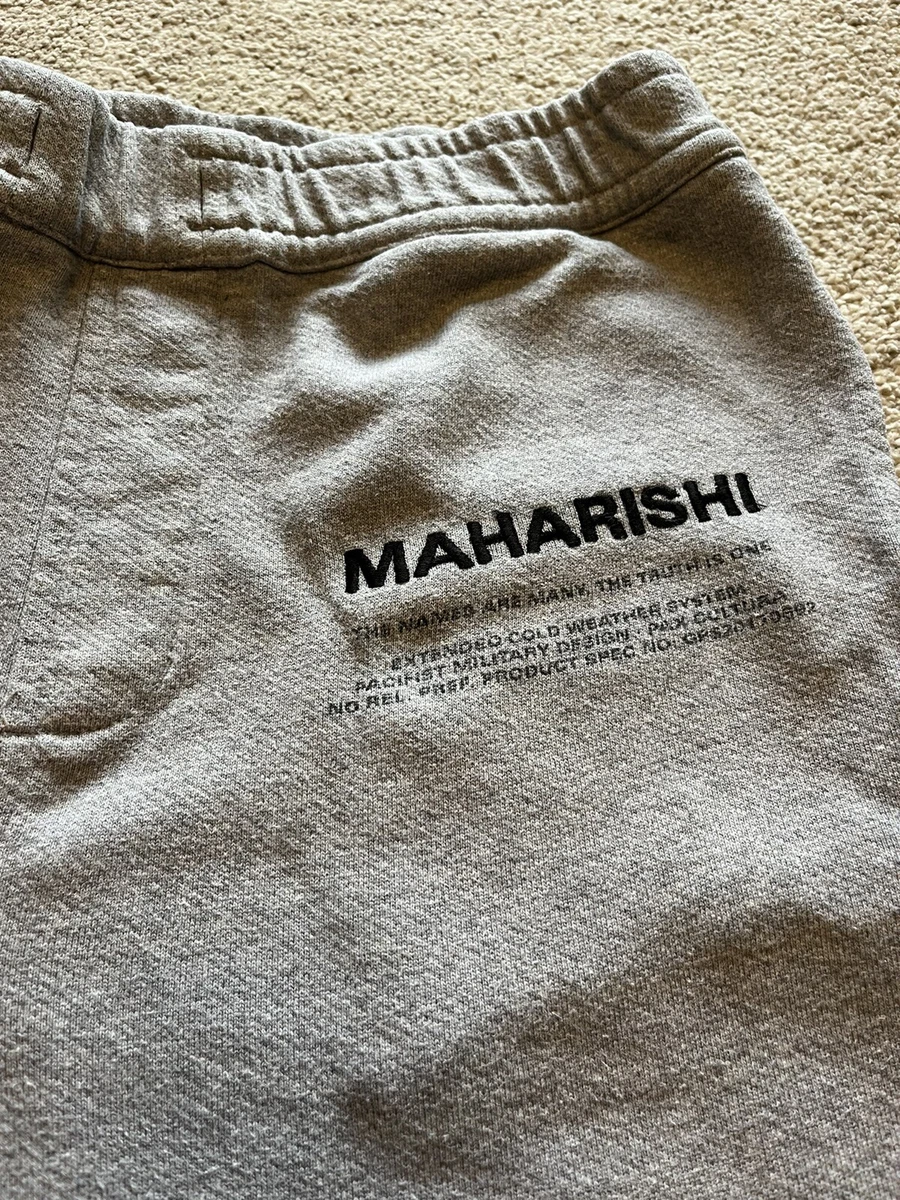 MAHARISHI
THE NAMES ARE MANY, THE TRUTH IS ONE
EXTENDED COLD WEATHER SYSTEM
PACIFIST MILITARY DESIGN · PAX CULTURA
NO REL. PREF. PRODUCT SPEC NO: